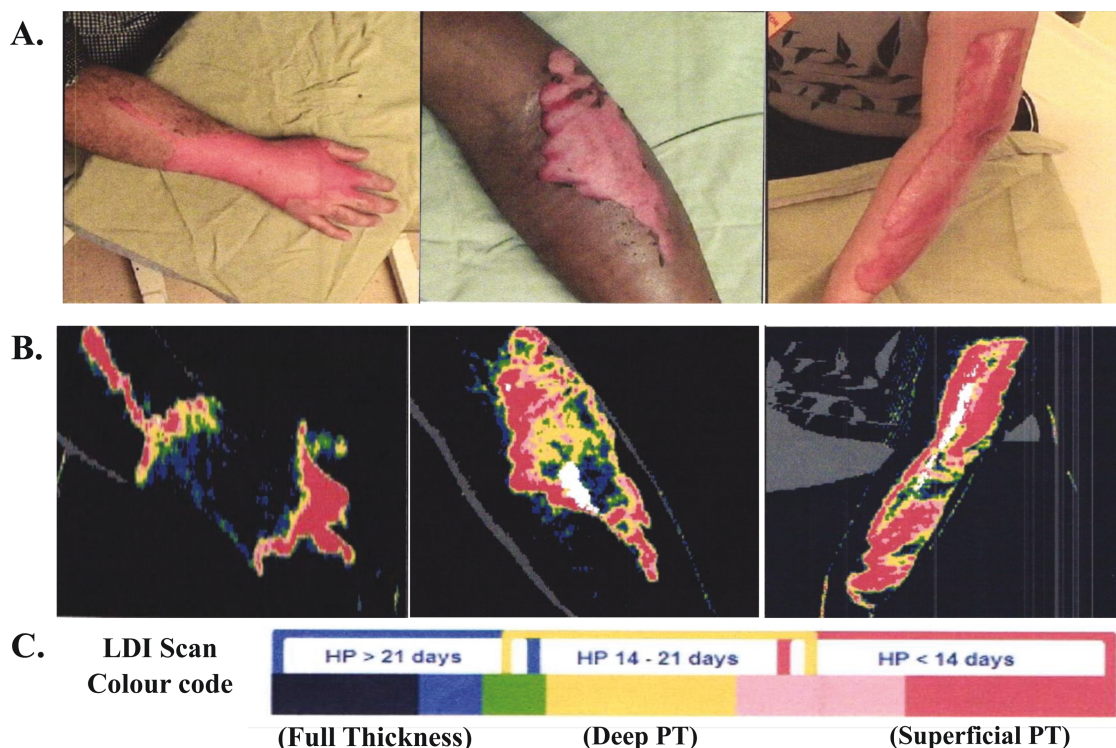 A.
B.
C.
LDI Scan
Colour code
HP > 21 days
HP 14 - 21 days
HP < 14 days
(Full Thickness)
(Deep PT)
(Superficial PT)